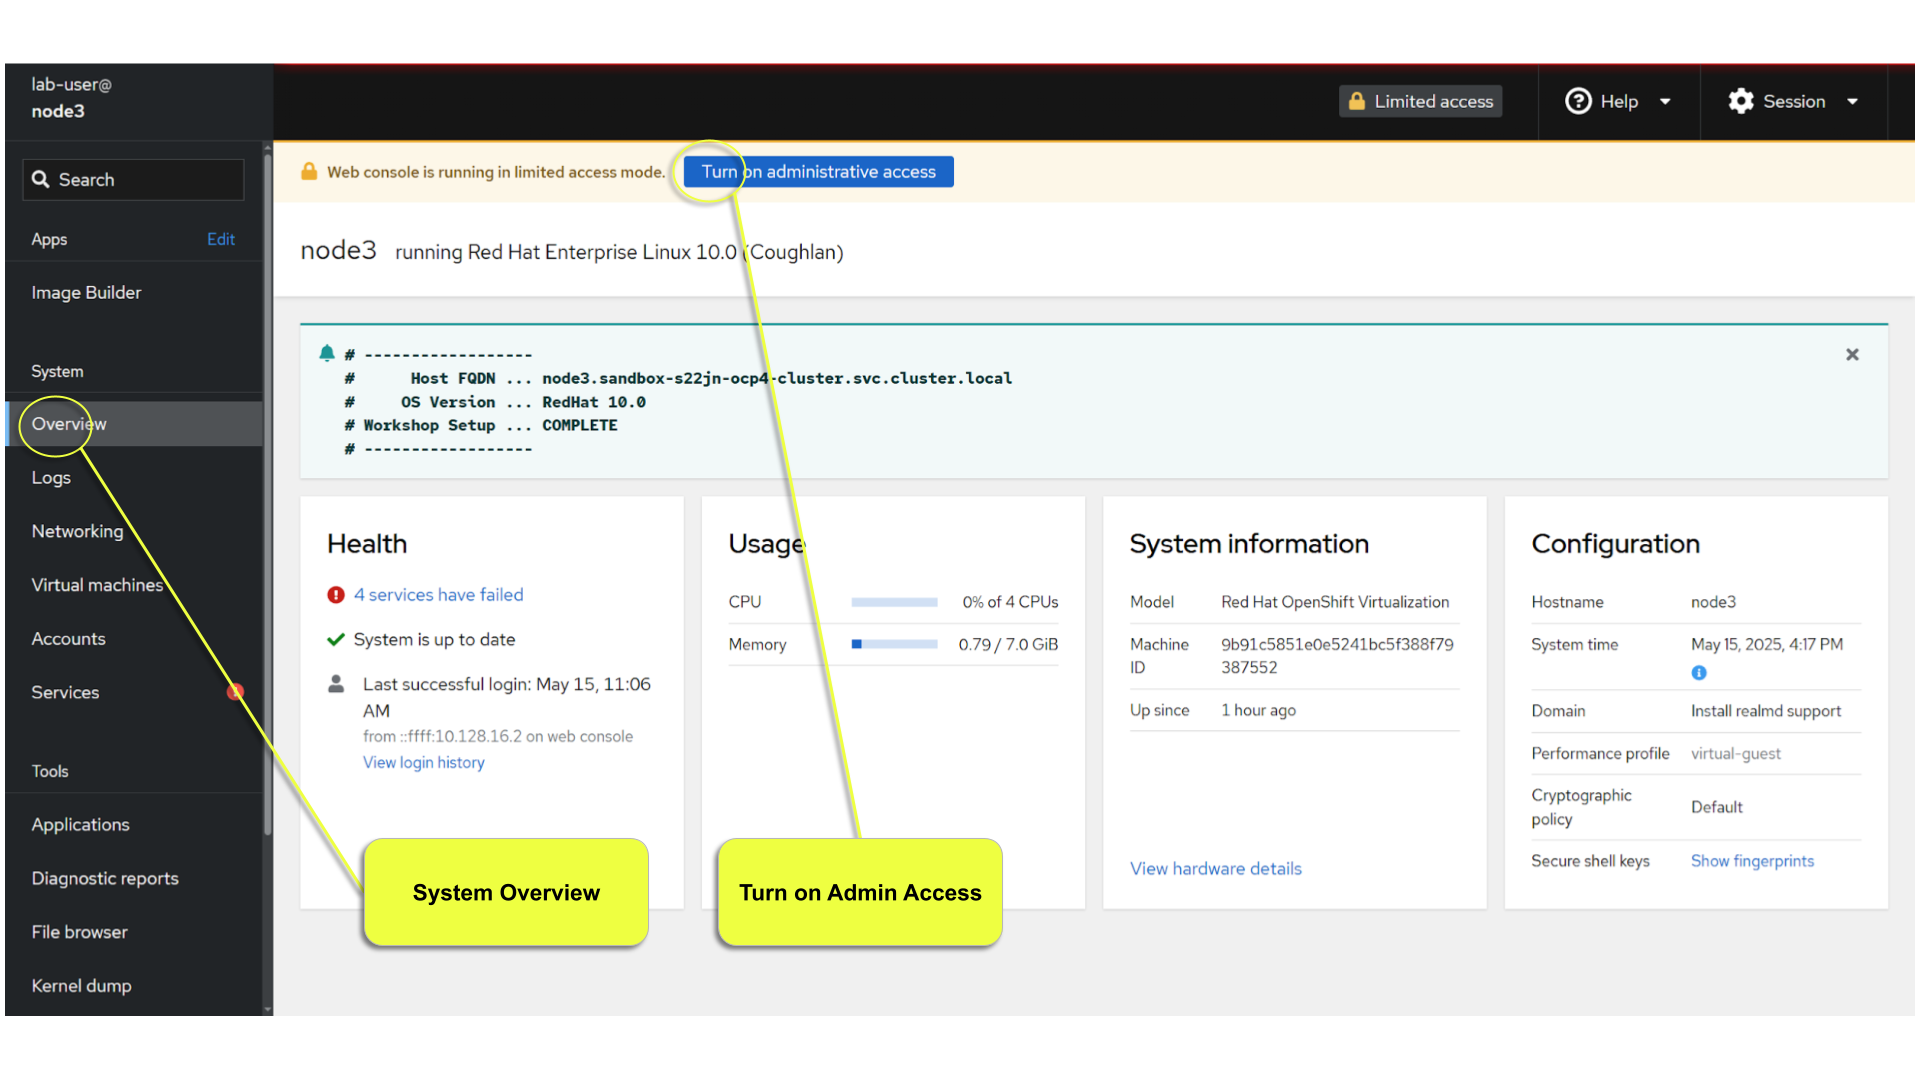 lab-user@
node3
Limited access
Help
Session
Search
Web console is running in limited access mode.
Turn on administrative access
Apps
Edit
node3 running Red Hat Enterprise Linux 10.0 (Coughlan)
Image Builder
System
Overview
Logs
Networking
Virtual machines
Accounts
Services
Tools
Applications
Diagnostic reports
File browser
Kernel dump
# ------------------
# Host FQDN ... node3.sandbox-s22jn-ocp4-cluster.svc.cluster.local
# OS Version ... RedHat 10.0
# Workshop Setup ... COMPLETE
# ------------------
Health
4 services have failed
System is up to date
Last successful login: May 15, 11:06
AM
from ::ffff:10.128.16.2 on web console
View login history
Usage
CPU 0% of 4 CPUs
Memory 0.79 / 7.0 GiB
System information
Model Red Hat OpenShift Virtualization
Machine ID 9b91c5851e0e5241bc5f388f79
387552
Up since 1 hour ago
View hardware details
Configuration
Hostname node3
System time May 15, 2025, 4:17 PM
Domain Install realmd support
Performance profile virtual-guest
Cryptographic
policy Default
Secure shell keys Show fingerprints
System Overview
Turn on Admin Access